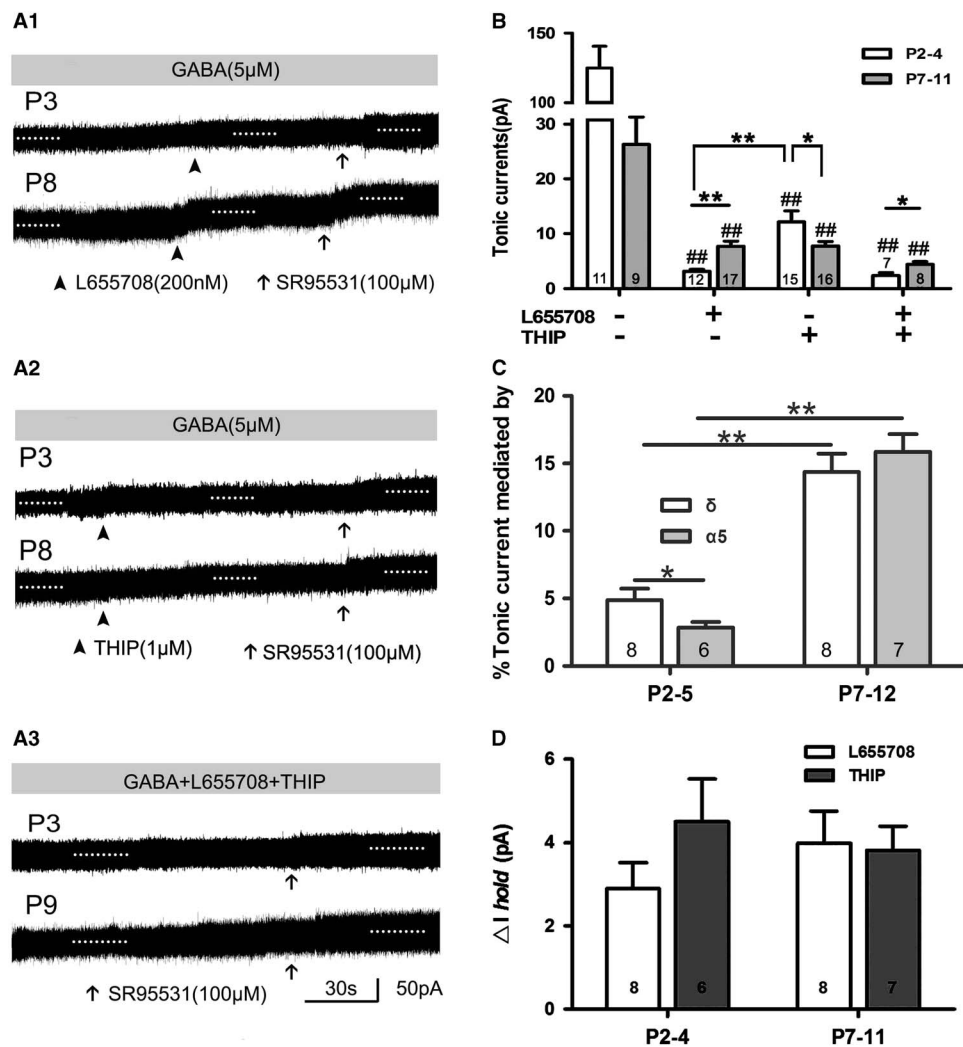 A1
GABA(5μM)
P3
P8
L655708(200nM)
↑ SR95531(100μM)
A2
GABA(5μM)
P3
P8
THIP(1μM)
↑ SR95531(100μM)
A3
GABA+L655708+THIP
P3
P9
↑ SR95531(100μM)
30s
50pA
B
Tonic currents(pA)
150
100
30
20
10
0
P2-4
P7-11
** *
** *
## ## ## ## ## ##
11 9 12 17 15 16 7 8
L655708 - + - +
THIP - - + +
C
%Tonic current mediated by
20
15
10
5
0
**
**
*
δ
α5
8 6 8 7
P2-5 P7-12
D
△I hold (pA)
6
4
2
0
L655708
THIP
8 6 8 7
P2-4 P7-11